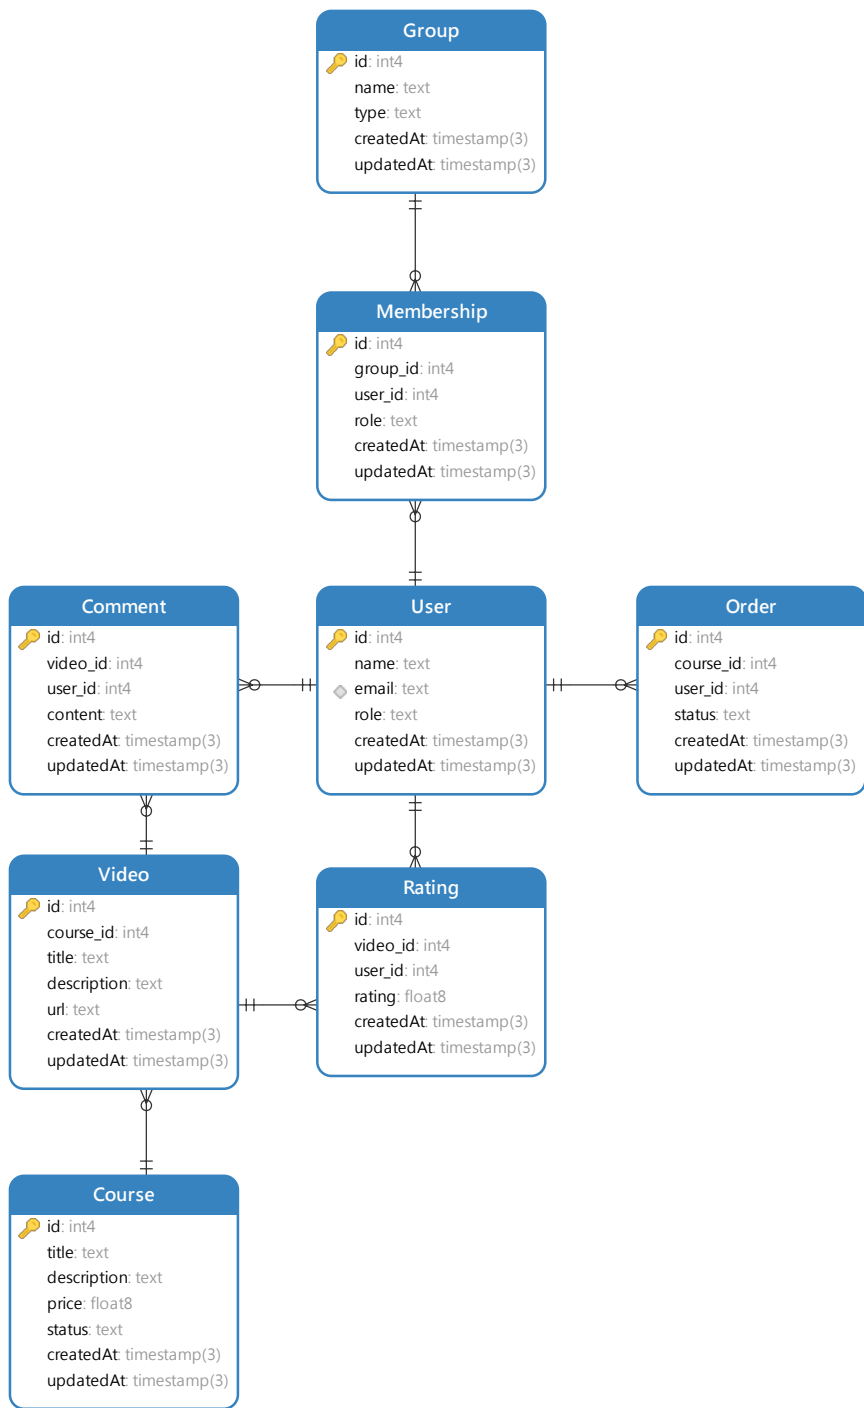 Group
id: int4
name: text
type: text
createdAt: timestamp(3)
updatedAt: timestamp(3)
Membership
id: int4
group_id: int4
user_id: int4
role: text
createdAt: timestamp(3)
updatedAt: timestamp(3)
Comment
id: int4
video_id: int4
user_id: int4
content: text
createdAt: timestamp(3)
updatedAt: timestamp(3)
User
id: int4
name: text
email: text
role: text
createdAt: timestamp(3)
updatedAt: timestamp(3)
Order
id: int4
course_id: int4
user_id: int4
status: text
createdAt: timestamp(3)
updatedAt: timestamp(3)
Video
id: int4
course_id: int4
title: text
description: text
url: text
createdAt: timestamp(3)
updatedAt: timestamp(3)
Rating
id: int4
video_id: int4
user_id: int4
rating: float8
createdAt: timestamp(3)
updatedAt: timestamp(3)
Course
id: int4
title: text
description: text
price: float8
status: text
createdAt: timestamp(3)
updatedAt: timestamp(3)